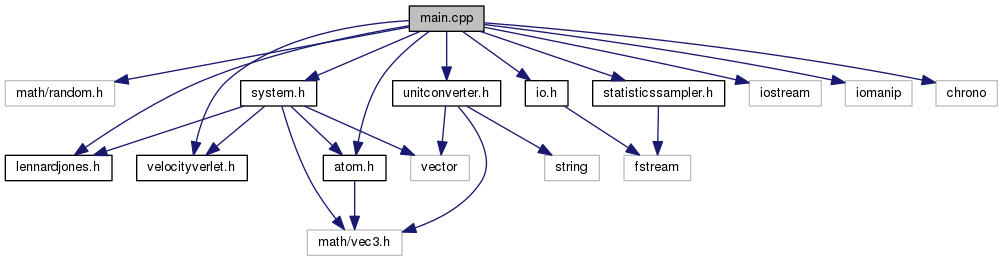 main.cpp
math/random.h
system.h
unitconverter.h
io.h
statisticssampler.h
iostream
iomanip
chrono
lennardjones.h
velocityverlet.h
atom.h
vector
string
fstream
math/vec3.h